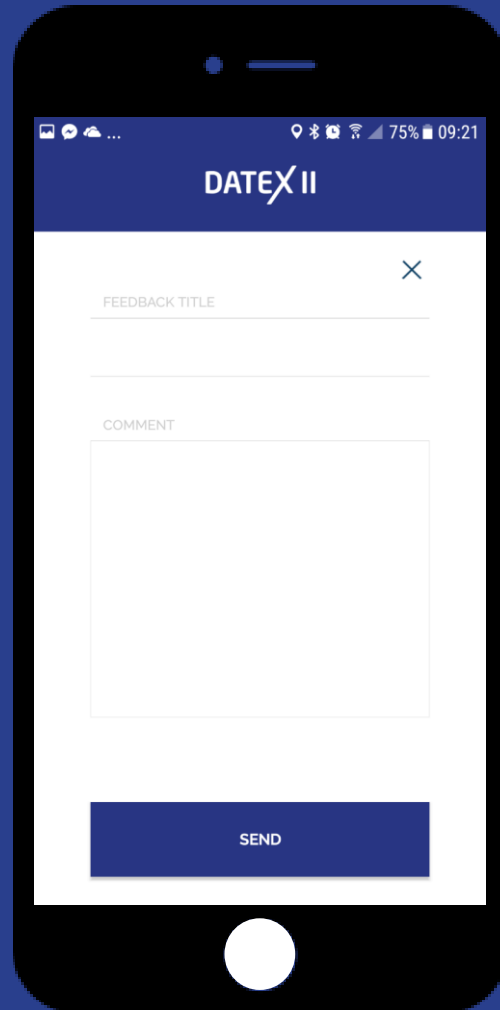 ... 75% 09:21
DATEX II
FEEDBACK TITLE
COMMENT
SEND